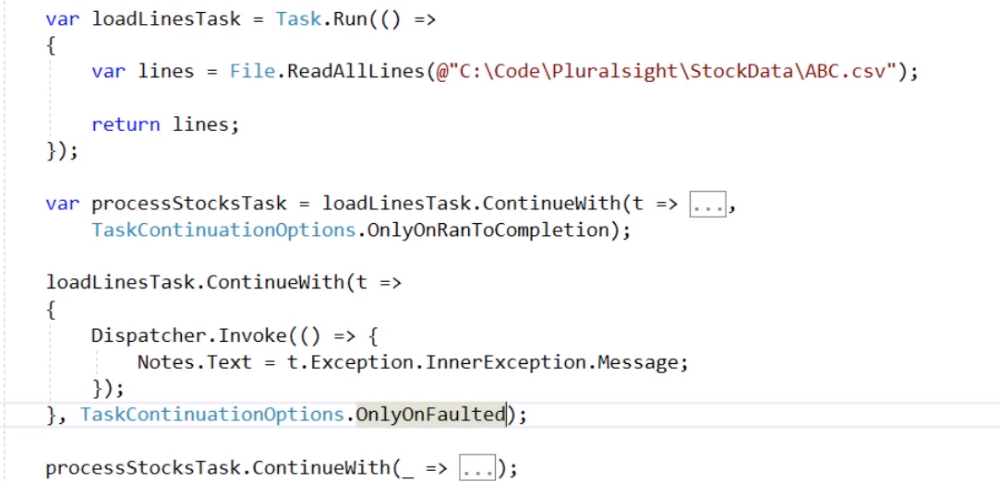 var loadLinesTask = Task.Run(() =>
{
var lines = File.ReadAllLines(@"C:\Code\Pluralsight\StockData\ABC.csv");
return lines;
});
var processStocksTask = loadLinesTask.ContinueWith(t => ...,
TaskContinuationOptions.OnlyOnRanToCompletion);
loadLinesTask.ContinueWith(t =>
{
Dispatcher.Invoke(() => {
Notes.Text = t.Exception.InnerException.Message;
});
}, TaskContinuationOptions.OnlyOnFaulted);
processStocksTask.ContinueWith(_ => ...);